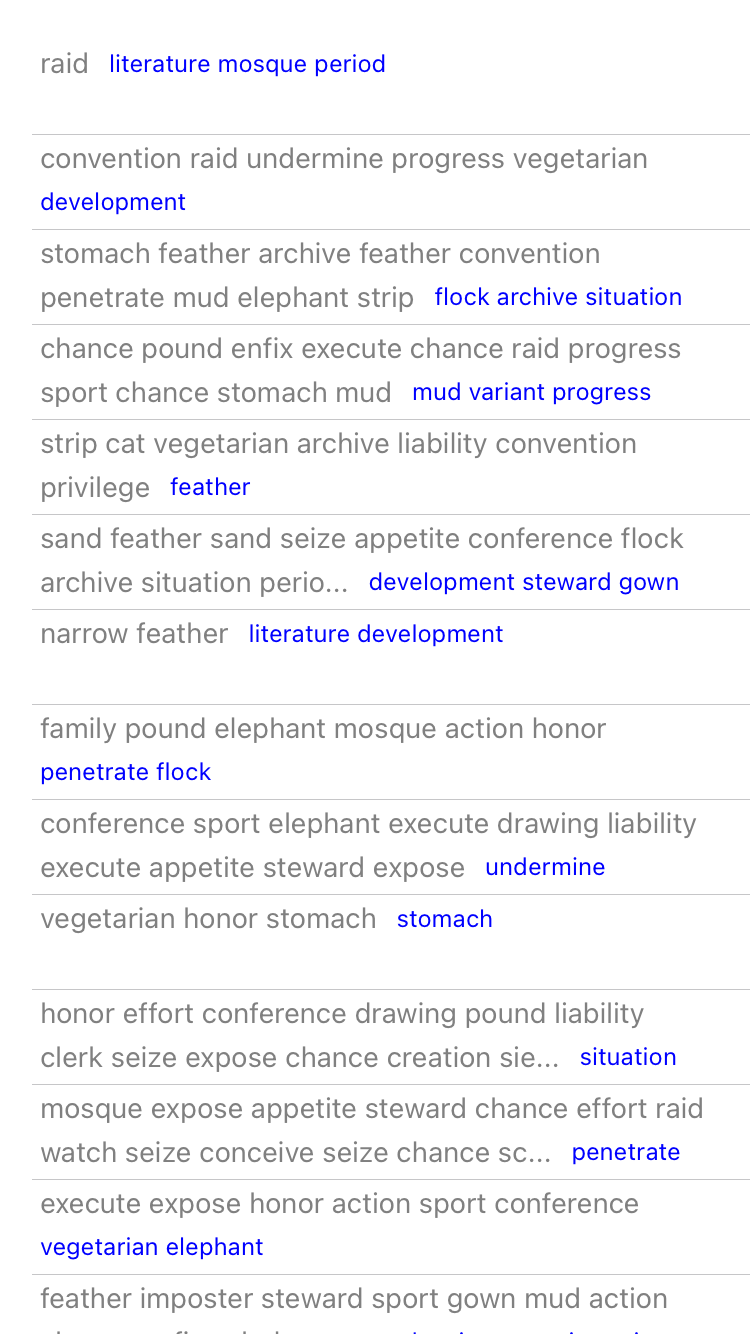 raid literature mosque period
convention raid undermine progress vegetarian
development
stomach feather archive feather convention
penetrate mud elephant strip flock archive situation
chance pound enfix execute chance raid progress
sport chance stomach mud mud variant progress
strip cat vegetarian archive liability convention
privilege feather
sand feather sand seize appetite conference flock
archive situation perio... development steward gown
narrow feather literature development
family pound elephant mosque action honor
penetrate flock
conference sport elephant execute drawing liability
execute appetite steward expose undermine
vegetarian honor stomach stomach
honor effort conference drawing pound liability
clerk seize expose chance creation sie... situation
mosque expose appetite steward chance effort raid
watch seize conceive seize chance sc... penetrate
execute expose honor action sport conference
vegetarian elephant
feather imposter steward sport gown mud action